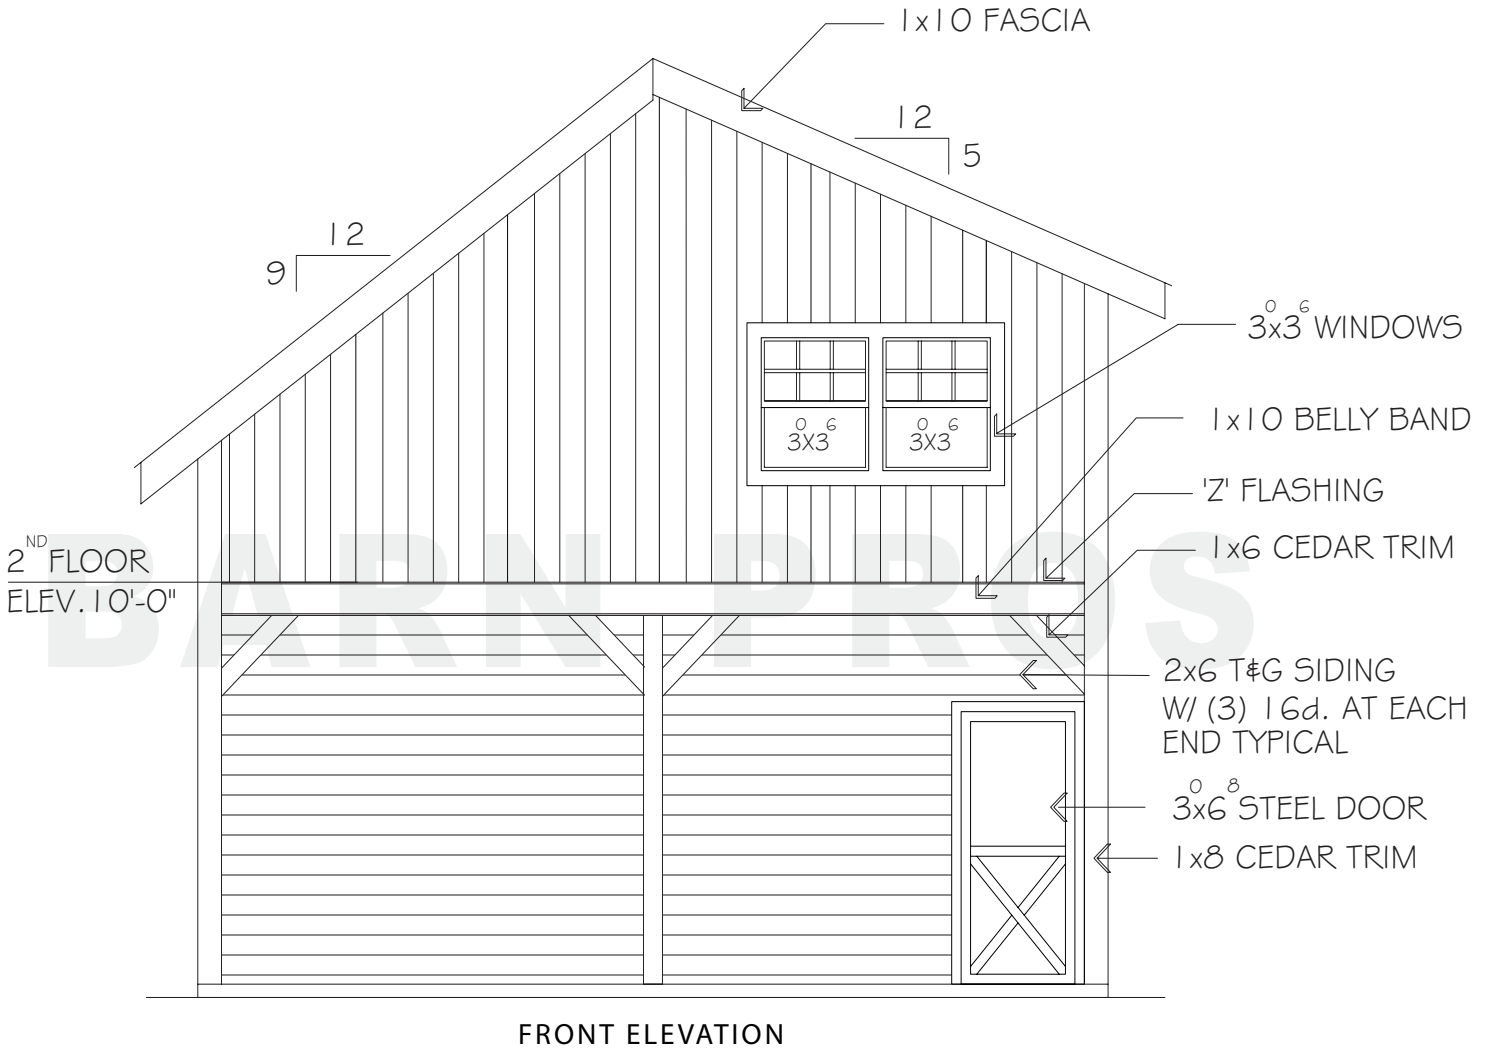 1x10 FASCIA
12
5
12
9
3⁰x3⁶ WINDOWS
1x10 BELLY BAND
3⁰X3⁶ 3⁰X3⁶
'Z' FLASHING
1x6 CEDAR TRIM
2ND FLOOR
ELEV. 10'-0"
BARN PROS
2x6 T&G SIDING
W/ (3) 16d. AT EACH
END TYPICAL
3⁰x6⁸ STEEL DOOR
1x8 CEDAR TRIM
FRONT ELEVATION